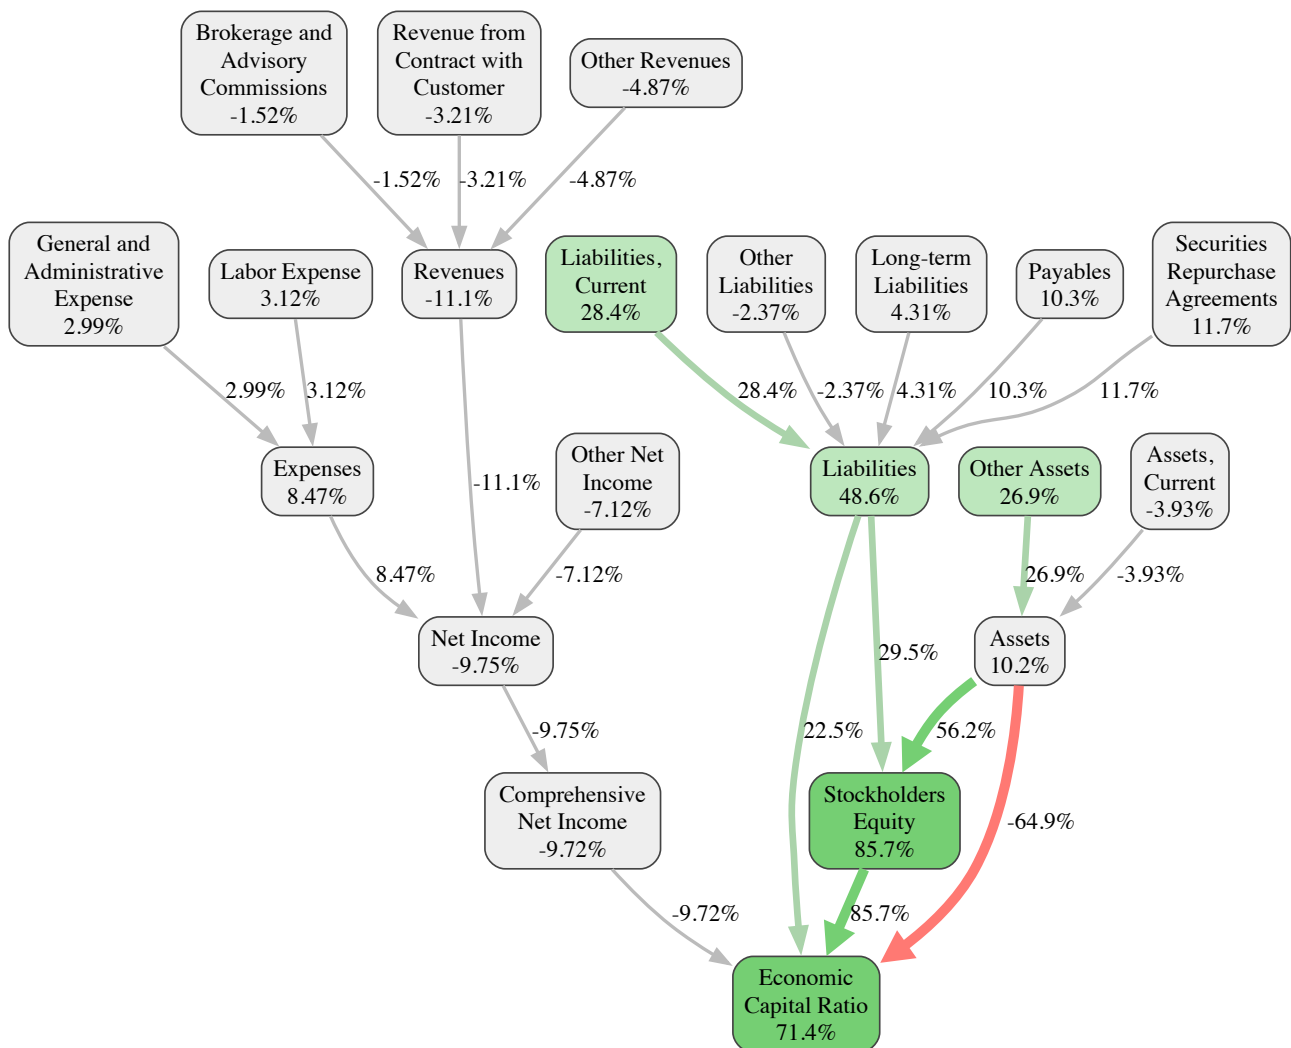 Brokerage and
Advisory
Commissions
-1.52%
Revenue from
Contract with
Customer
-3.21%
Other Revenues
-4.87%
-1.52%
-3.21%
-4.87%
General and
Administrative
Expense
2.99%
Labor Expense
3.12%
Revenues
-11.1%
Liabilities,
Current
28.4%
Other
Liabilities
-2.37%
Long-term
Liabilities
4.31%
Payables
10.3%
Securities
Repurchase
Agreements
11.7%
2.99%
3.12%
28.4%
-2.37%
4.31%
10.3%
11.7%
Expenses
8.47%
-11.1%
Other Net
Income
-7.12%
Liabilities
48.6%
Other Assets
26.9%
Assets,
Current
-3.93%
8.47%
-7.12%
26.9%
-3.93%
Net Income
-9.75%
29.5%
Assets
10.2%
-9.75%
22.5%
56.2%
Comprehensive
Net Income
-9.72%
Stockholders
Equity
85.7%
-64.9%
-9.72%
85.7%
Economic
Capital Ratio
71.4%